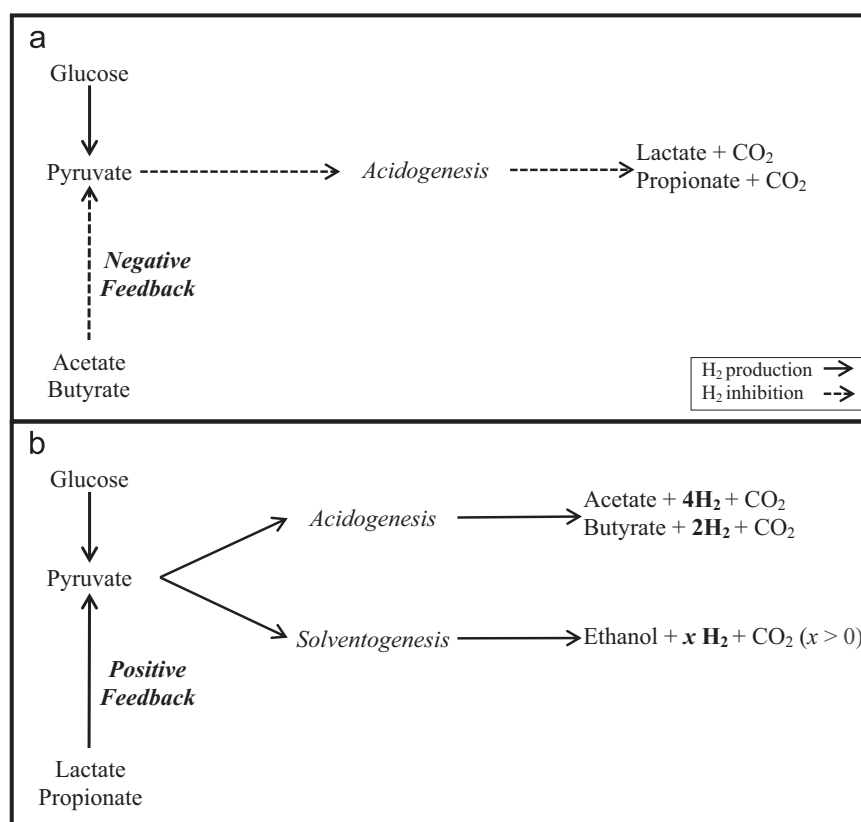 a
Glucose
Pyruvate
Acidogenesis
Lactate + CO₂
Propionate + CO₂
Negative
Feedback
Acetate
Butyrate
H₂ production
H₂ inhibition
b
Glucose
Acidogenesis
Acetate + 4H₂ + CO₂
Butyrate + 2H₂ + CO₂
Pyruvate
Solventogenesis
Ethanol + x H₂ + CO₂ (x > 0)
Positive
Feedback
Lactate
Propionate